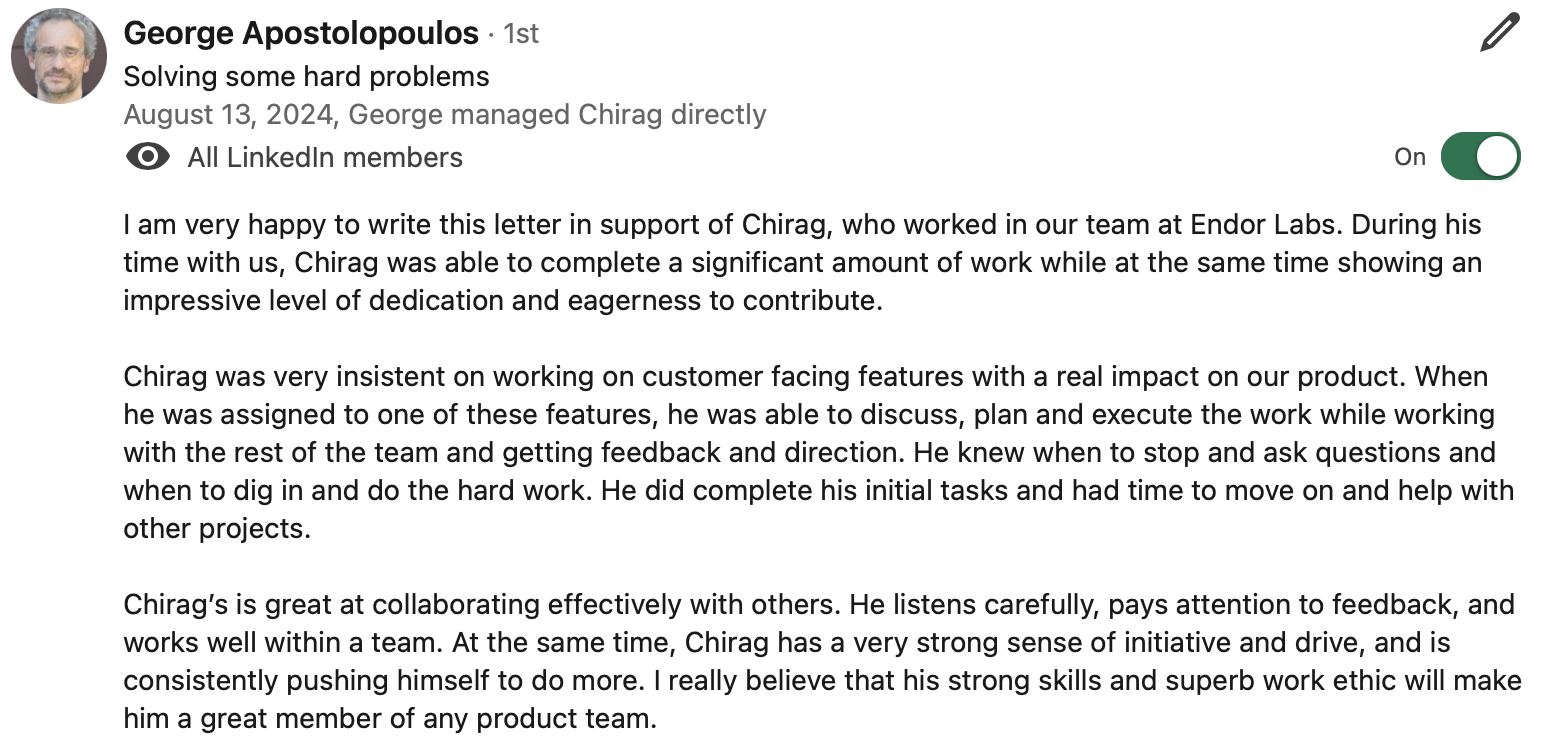 George Apostolopoulos · 1st
Solving some hard problems
August 13, 2024, George managed Chirag directly
All LinkedIn members
On
I am very happy to write this letter in support of Chirag, who worked in our team at Endor Labs. During his
time with us, Chirag was able to complete a significant amount of work while at the same time showing an
impressive level of dedication and eagerness to contribute.
Chirag was very insistent on working on customer facing features with a real impact on our product. When
he was assigned to one of these features, he was able to discuss, plan and execute the work while working
with the rest of the team and getting feedback and direction. He knew when to stop and ask questions and
when to dig in and do the hard work. He did complete his initial tasks and had time to move on and help with
other projects.
Chirag’s is great at collaborating effectively with others. He listens carefully, pays attention to feedback, and
works well within a team. At the same time, Chirag has a very strong sense of initiative and drive, and is
consistently pushing himself to do more. I really believe that his strong skills and superb work ethic will make
him a great member of any product team.